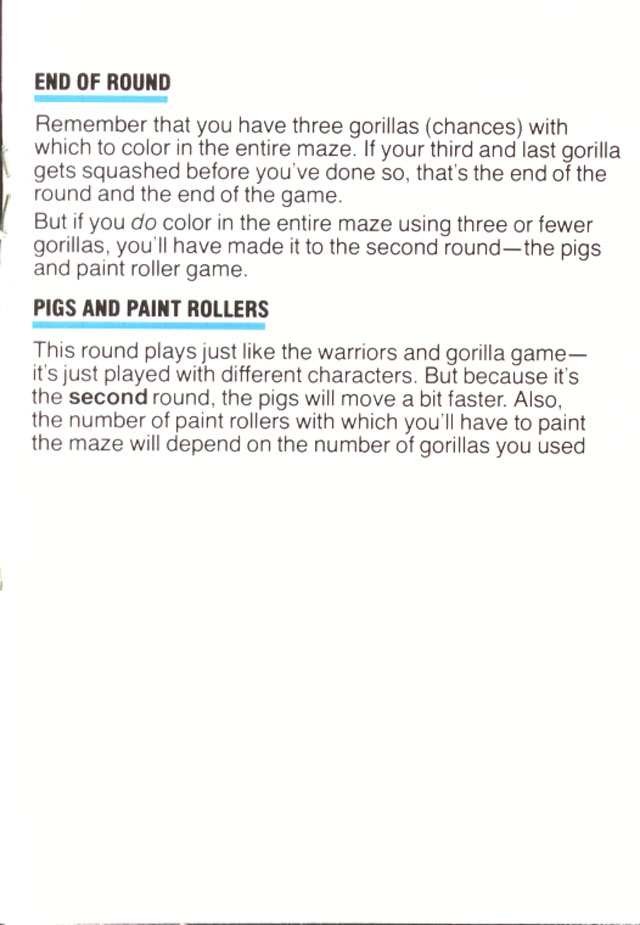 END OF ROUND
Remember that you have three gorillas (chances) with
which to color in the entire maze. If your third and last gorilla
gets squashed before you've done so, that's the end of the
round and the end of the game.
But if you do color in the entire maze using three or fewer
gorillas, you'll have made it to the second round—the pigs
and paint roller game.
PIGS AND PAINT ROLLERS
This round plays just like the warriors and gorilla game—
it's just played with different characters. But because it's
the second round, the pigs will move a bit faster. Also,
the number of paint rollers with which you'll have to paint
the maze will depend on the number of gorillas you used